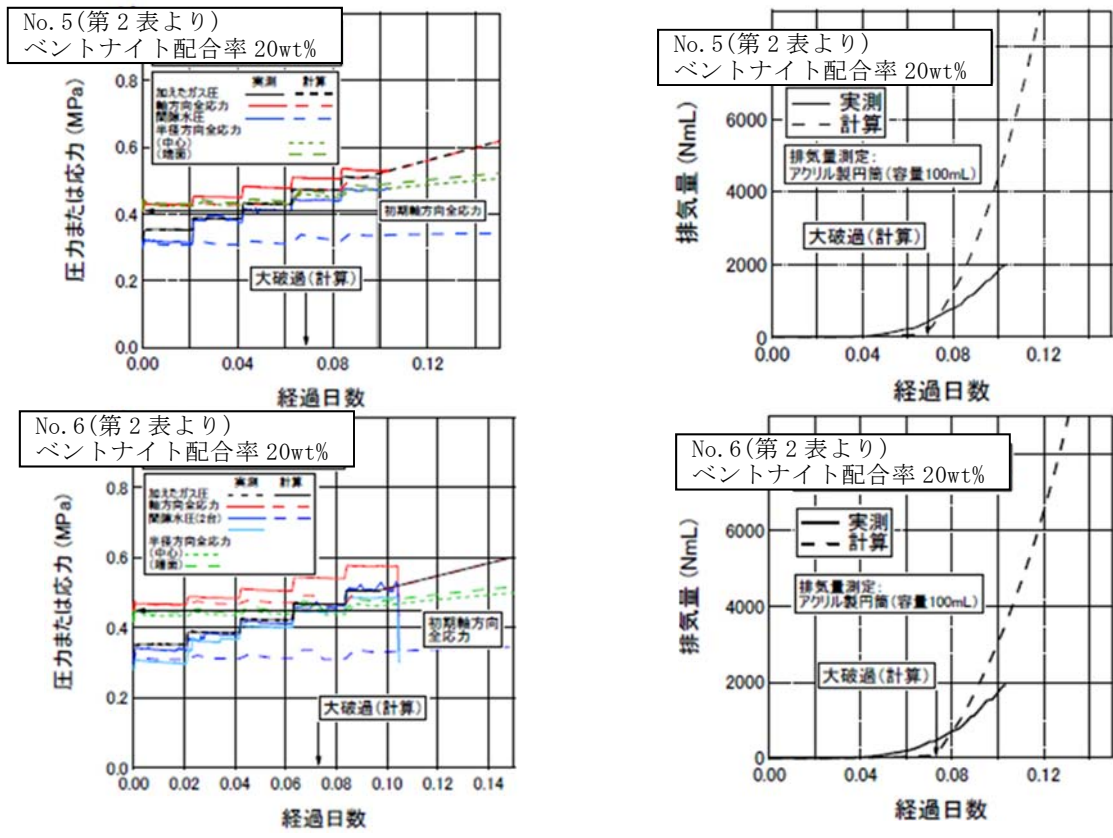 No.5(第2表より)
ベントナイト配合率 20wt%
0.8
0.6
0.4
0.2
0.0
圧力または応力 (MPa)
実測 計算
加えたガス圧
軸方向全応力
間隙水圧
半径方向全応力
(中心)
(端面)
初期軸方向全応力
大破過(計算)
0.00 0.04 0.08 0.12
経過日数
No.5(第2表より)
ベントナイト配合率 20wt%
6000
4000
2000
0
排気量 (NmL)
実測
計算
排気量測定:
アクリル製円筒(容量100mL)
大破過(計算)
0.00 0.04 0.08 0.12
経過日数
No.6(第2表より)
ベントナイト配合率 20wt%
0.8
0.6
0.4
0.2
0.0
圧力または応力 (MPa)
実測 計算
加えたガス圧
軸方向全応力
間隙水圧(2台)
半径方向全応力
(中心)
(端面)
初期軸方向
全応力
大破過(計算)
0.00 0.02 0.04 0.06 0.08 0.10 0.12 0.14
経過日数
No.6(第2表より)
ベントナイト配合率 20wt%
6000
4000
2000
0
排気量 (NmL)
実測
計算
排気量測定:
アクリル製円筒(容量100mL)
大破過(計算)
0.00 0.04 0.08 0.12
経過日数